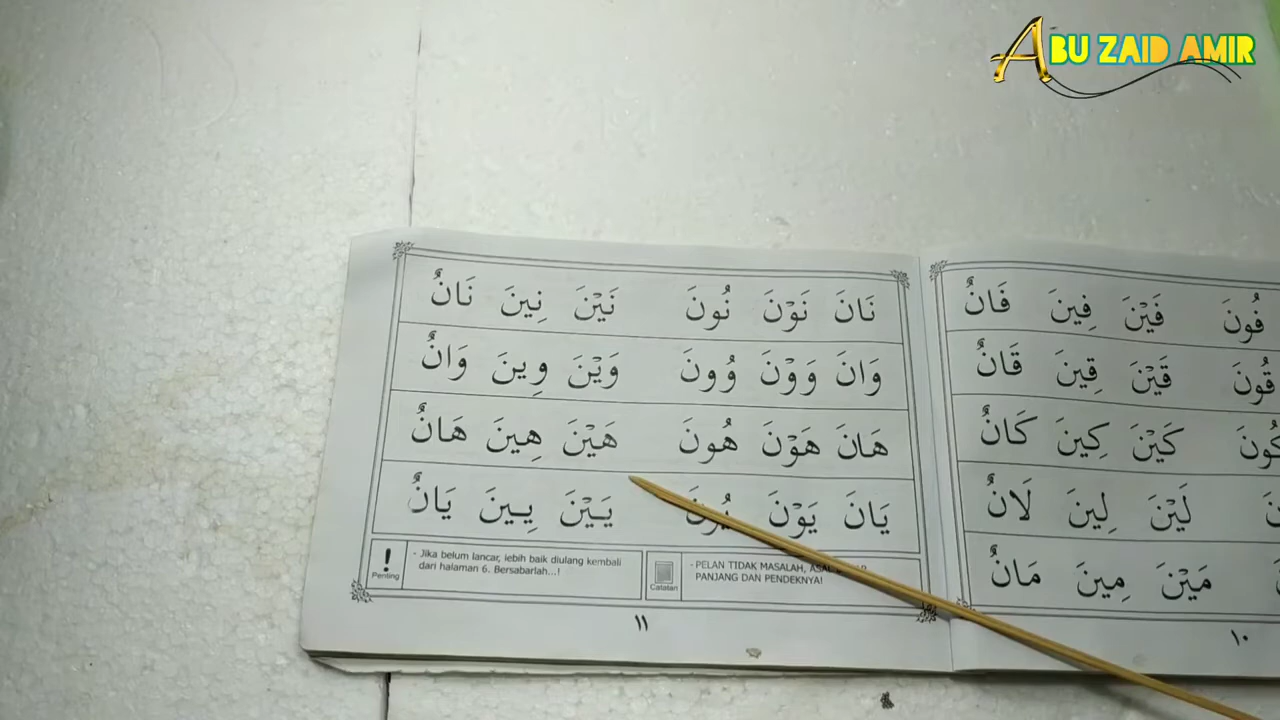 ABU ZAID AMIR
نَانَ نَوْنَ نُونَ نَيْنَ نِينَ نَانٌ
وَانَ وَوْنَ وُونَ وَيْنَ وِينَ وَانٌ
هَانَ هَوْنَ هُونَ هَيْنَ هِينَ هَانٌ
يَانَ يَوْنَ يَيْنَ يِينَ يَانٌ
Catatan
- PELAN TIDAK MASALAH,
PANJANG DAN PENDEKNYA!
! Penting
- Jika belum lancar, lebih baik diulang kembali
dari halaman 6. Bersabarlah...!
١١
فُونَ فَيْنَ فِينَ فَانٌ
قُونَ قَيْنَ قِينَ قَانٌ
كَيْنَ كِينَ كَانٌ
لَيْنَ لِينَ لَانٌ
مَيْنَ مِينَ مَانٌ
١٠